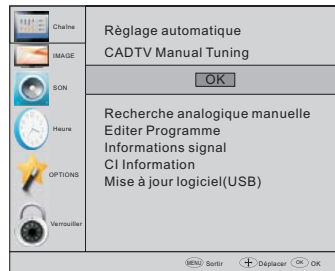 Chaîne
IMAGE
SON
Heure
OPTIONS
Verrouiller
Règlage automatique
CADTV Manual Tuning
OK
Recherche analogique manuelle
Editer Programme
Informations signal
CI Information
Mise à jour logiciel(USB)
MENU Sortir Déplacer OK OK